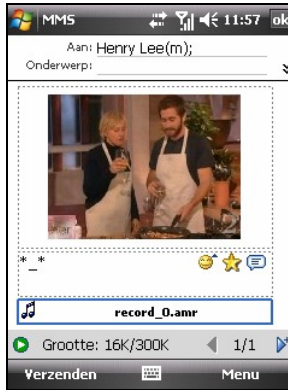 MMS 11:57 ok
Aan: Henry Lee(m);
Onderwerp:
*_*
record_0.amr
Grootte: 16K/300K 1/1
Verzenden Menu